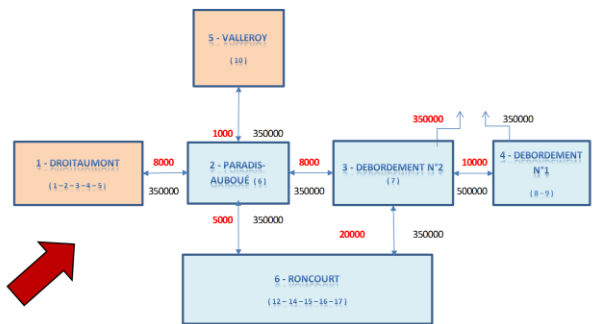 5 - VALLEROY
(10)
1000 350000
350000 350000
1 - DROITAUMONT
(1-2-3-4-5)
8000
350000
2 - PARADIS-
AUBOUÉ (6)
8000
350000
3 - DEBORDEMENT N°2
(7)
10000
500000
4 - DEBORDEMENT
N°1
(8-9)
5000 350000
20000 350000
6 - RONCOURT
(12-14-15-16-17)